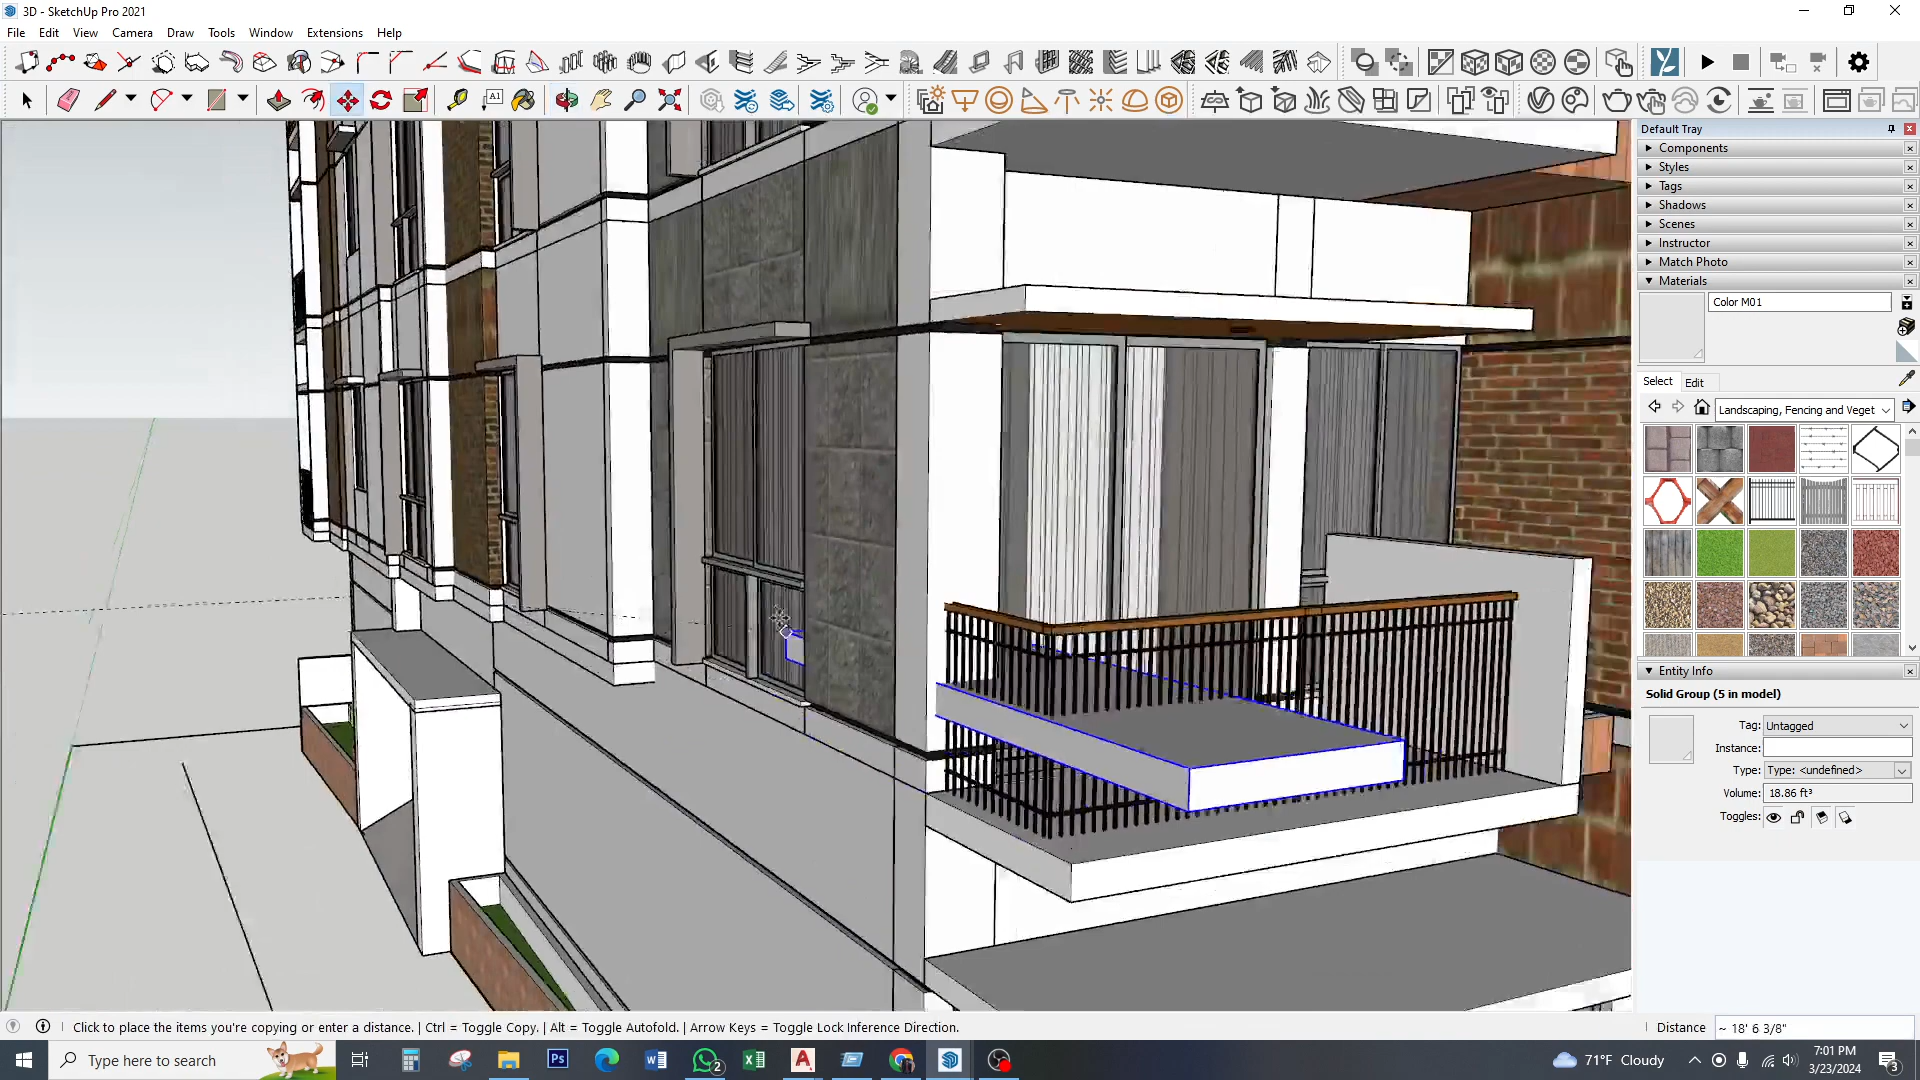 3D - SketchUp Pro 2021
File Edit View Camera Draw Tools Window Extensions Help
A1
Default Tray
Components
Styles
Tags
Shadows
Scenes
Instructor
Match Photo
Materials
Color M01
Select Edit
Landscaping, Fencing and Veget
Entity Info
Solid Group (5 in model)
Tag: Untagged
Instance:
Type: Type: <undefined>
Volume: 18.86 ft³
Toggles:
Click to place the items you're copying or enter a distance. | Ctrl = Toggle Copy. | Alt = Toggle Autofold. | Arrow Keys = Toggle Lock Inference Direction.
Distance ~ 18' 6 3/8"
Type here to search
Ps
2
71°F Cloudy
7:01 PM
3/23/2024
3